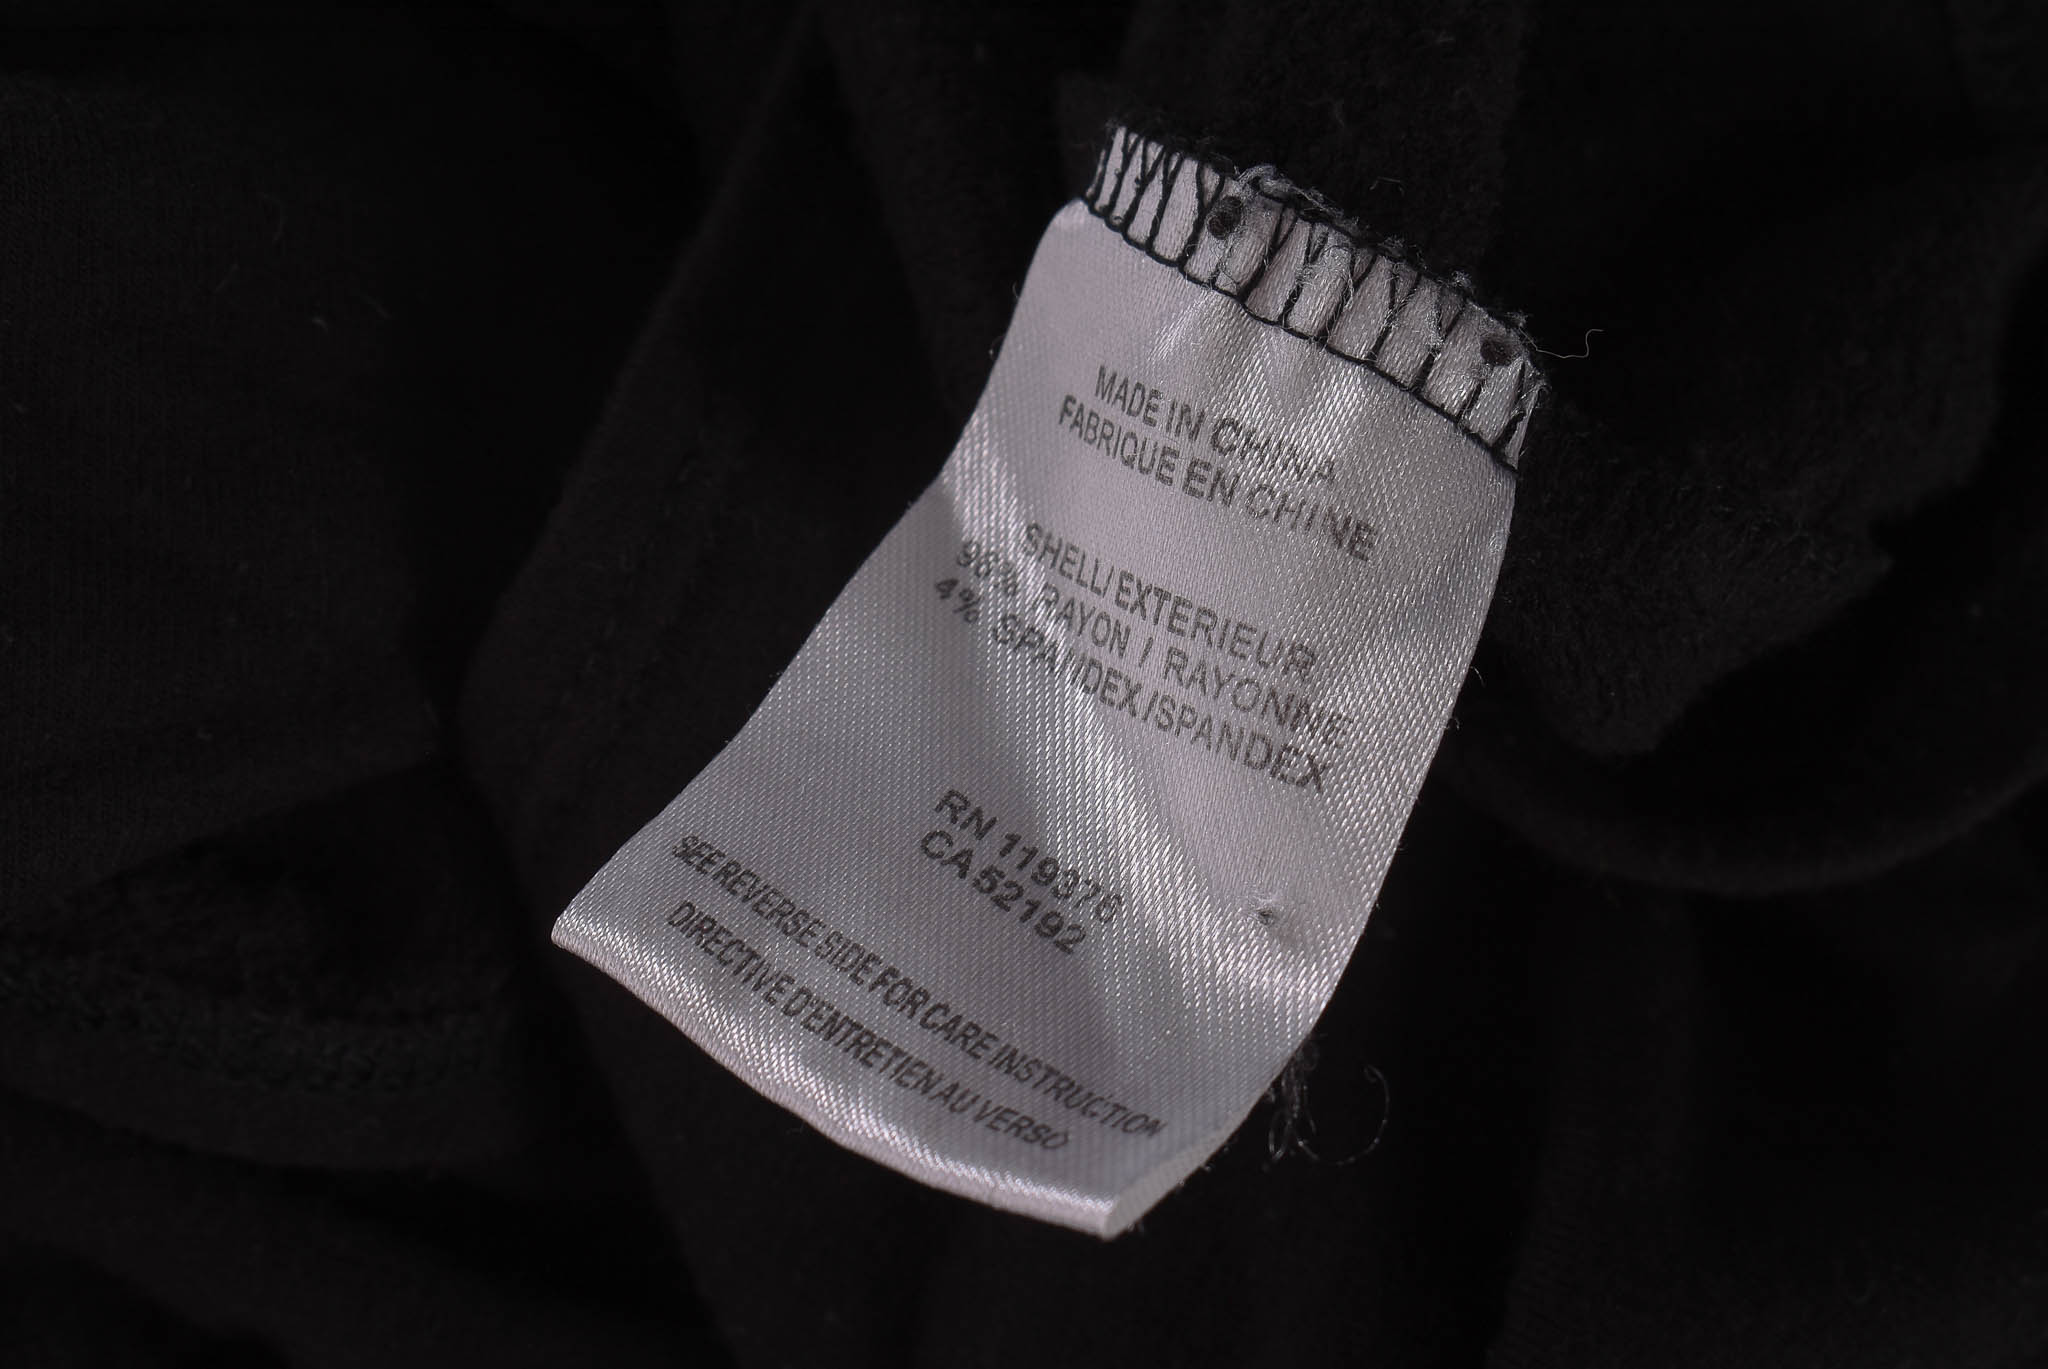 MADE IN CHINA
FABRIQUE EN CHINE
SHELL/EXTERIEUR
96% RAYON / RAYONNE
4% SPANDEX/SPANDEX
RN 119376
CA 52192
SEE REVERSE SIDE FOR CARE INSTRUCTION
DIRECTIVE D'ENTRETIEN AU VERSO